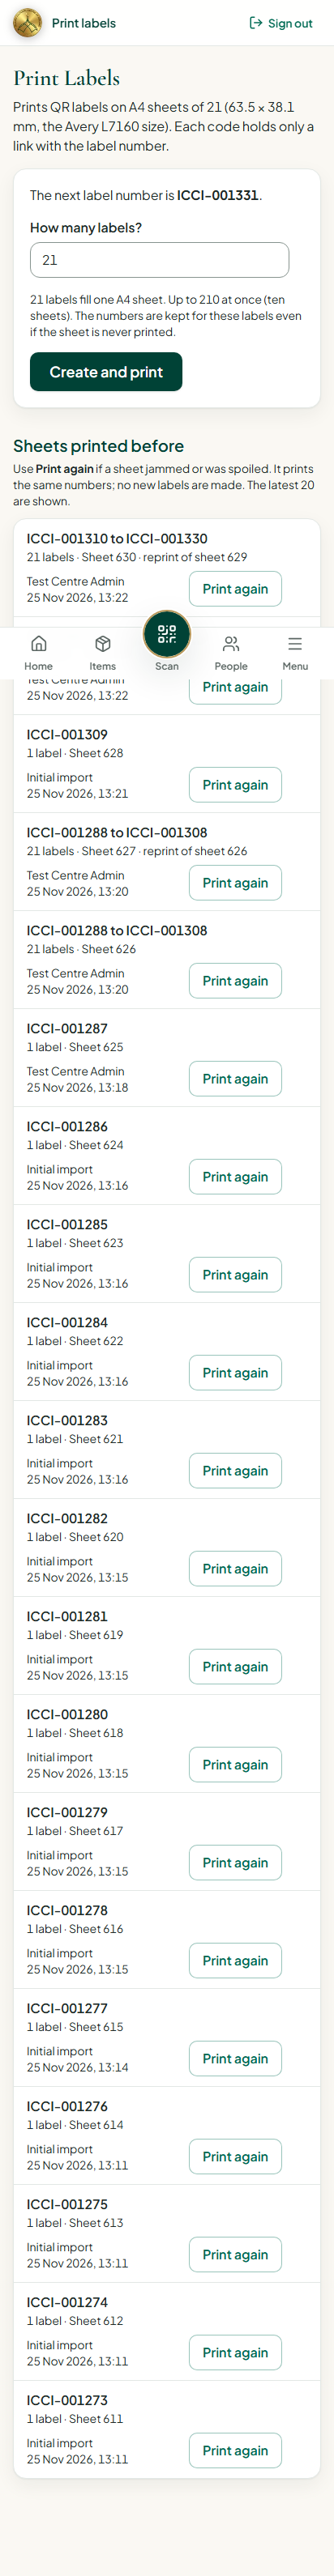 Print labels
Sign out
Print Labels
Prints QR labels on A4 sheets of 21 (63.5 × 38.1
mm, the Avery L7160 size). Each code holds only a
link with the label number.
The next label number is ICCI-001331.
How many labels?
21
21 labels fill one A4 sheet. Up to 210 at once (ten
sheets). The numbers are kept for these labels even
if the sheet is never printed.
Create and print
Sheets printed before
Use Print again if a sheet jammed or was spoiled. It prints
the same numbers; no new labels are made. The latest 20
are shown.
ICCI-001310 to ICCI-001330
21 labels · Sheet 630 · reprint of sheet 629
Test Centre Admin
25 Nov 2026, 13:22
Print again
Home
Items
Scan
People
Menu
Test Centre Admin
25 Nov 2026, 13:22
Print again
ICCI-001309
1 label · Sheet 628
Initial import
25 Nov 2026, 13:21
Print again
ICCI-001288 to ICCI-001308
21 labels · Sheet 627 · reprint of sheet 626
Test Centre Admin
25 Nov 2026, 13:20
Print again
ICCI-001288 to ICCI-001308
21 labels · Sheet 626
Test Centre Admin
25 Nov 2026, 13:20
Print again
ICCI-001287
1 label · Sheet 625
Test Centre Admin
25 Nov 2026, 13:18
Print again
ICCI-001286
1 label · Sheet 624
Initial import
25 Nov 2026, 13:16
Print again
ICCI-001285
1 label · Sheet 623
Initial import
25 Nov 2026, 13:16
Print again
ICCI-001284
1 label · Sheet 622
Initial import
25 Nov 2026, 13:16
Print again
ICCI-001283
1 label · Sheet 621
Initial import
25 Nov 2026, 13:16
Print again
ICCI-001282
1 label · Sheet 620
Initial import
25 Nov 2026, 13:15
Print again
ICCI-001281
1 label · Sheet 619
Initial import
25 Nov 2026, 13:15
Print again
ICCI-001280
1 label · Sheet 618
Initial import
25 Nov 2026, 13:15
Print again
ICCI-001279
1 label · Sheet 617
Initial import
25 Nov 2026, 13:15
Print again
ICCI-001278
1 label · Sheet 616
Initial import
25 Nov 2026, 13:15
Print again
ICCI-001277
1 label · Sheet 615
Initial import
25 Nov 2026, 13:14
Print again
ICCI-001276
1 label · Sheet 614
Initial import
25 Nov 2026, 13:11
Print again
ICCI-001275
1 label · Sheet 613
Initial import
25 Nov 2026, 13:11
Print again
ICCI-001274
1 label · Sheet 612
Initial import
25 Nov 2026, 13:11
Print again
ICCI-001273
1 label · Sheet 611
Initial import
25 Nov 2026, 13:11
Print again